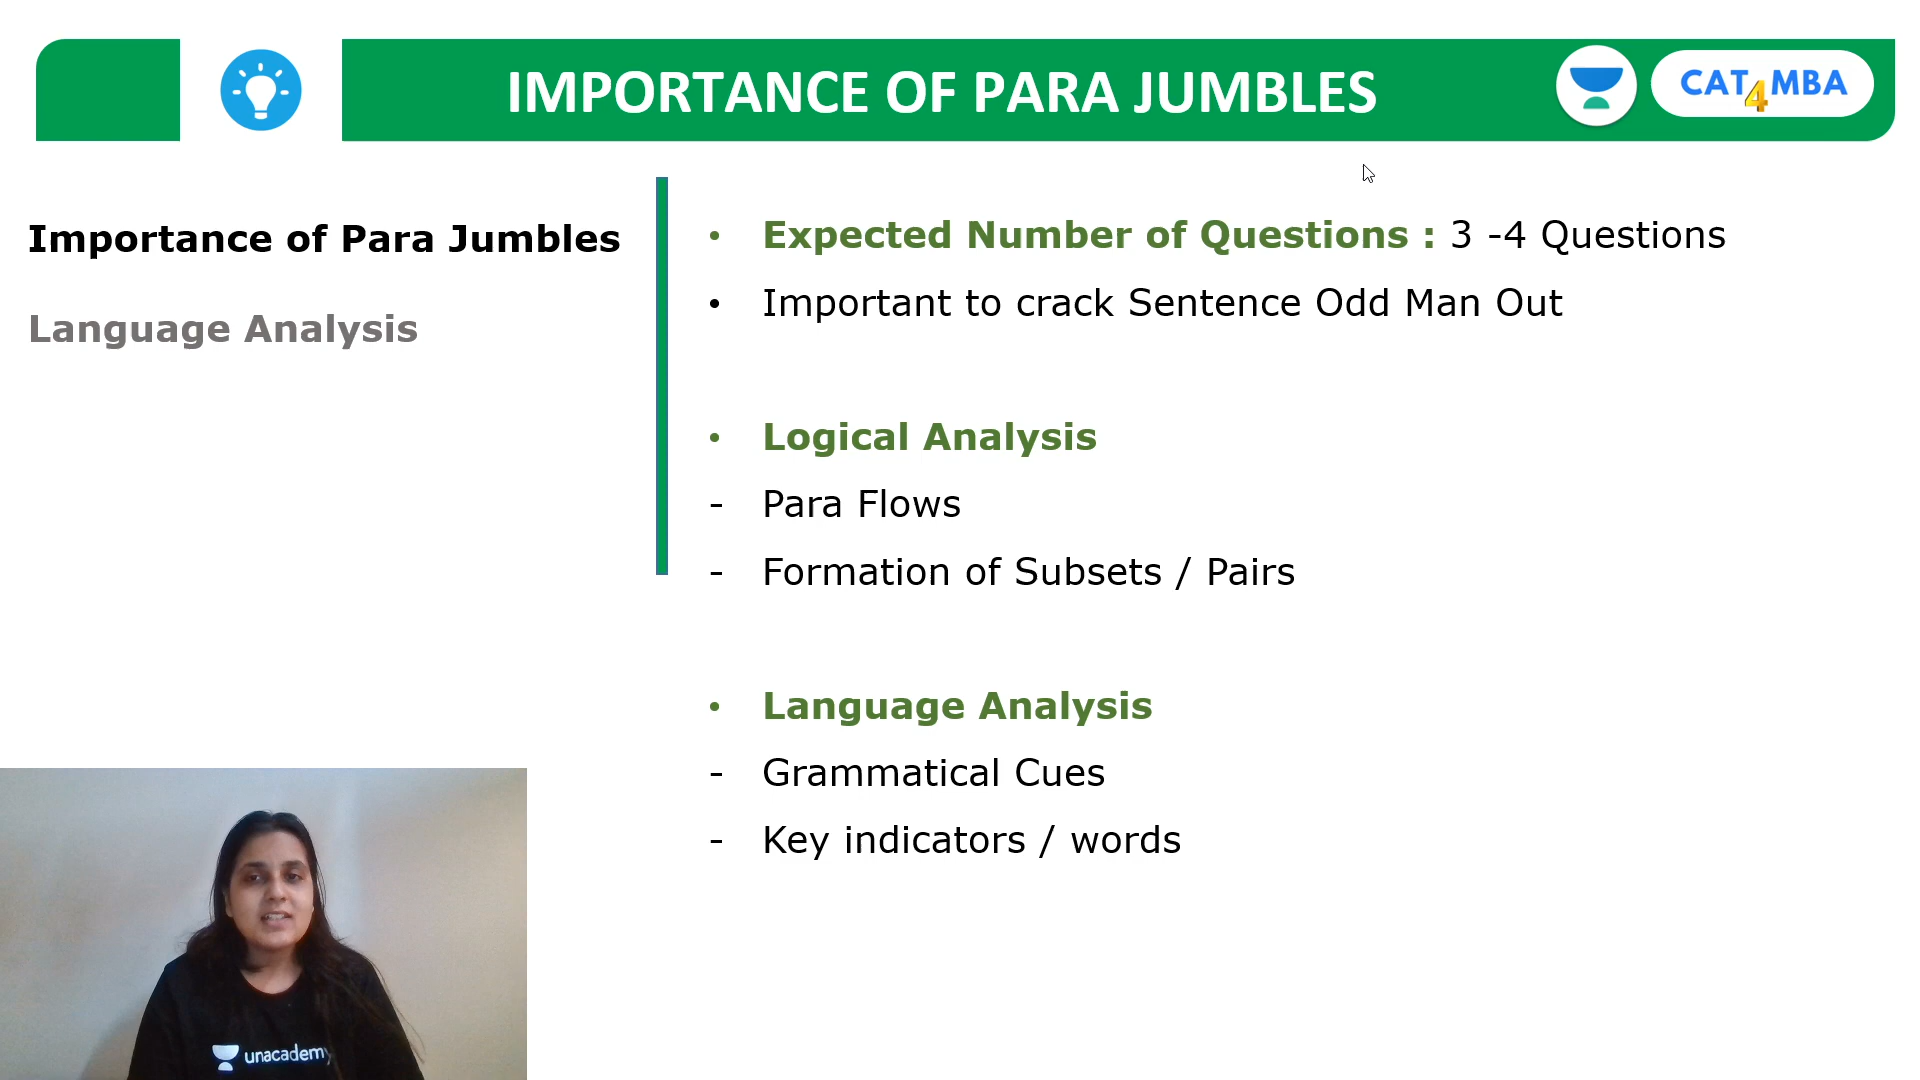 IMPORTANCE OF PARA JUMBLES
CAT4MBA
Importance of Para Jumbles
Language Analysis
• Expected Number of Questions : 3 -4 Questions
• Important to crack Sentence Odd Man Out
• Logical Analysis
- Para Flows
- Formation of Subsets / Pairs
• Language Analysis
- Grammatical Cues
- Key indicators / words
unacademy